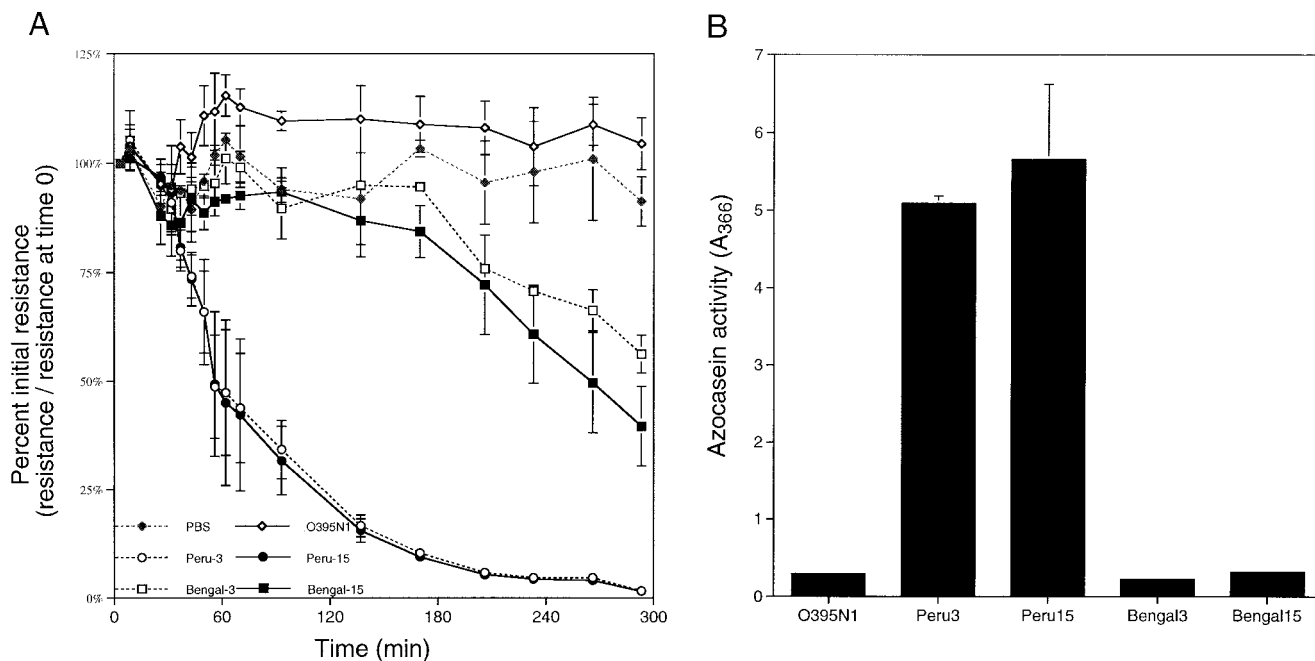 A
Percent initial resistance
(resistance / resistance at time 0)
125%
100%
75%
50%
25%
0%
PBS
O395N1
Peru-3
Peru-15
Bengal-3
Bengal-15
0
60
120
180
240
300
Time (min)
B
Azocasein activity (A366)
7
6
5
4
3
2
1
0
O395N1
Peru3
Peru15
Bengal3
Bengal15